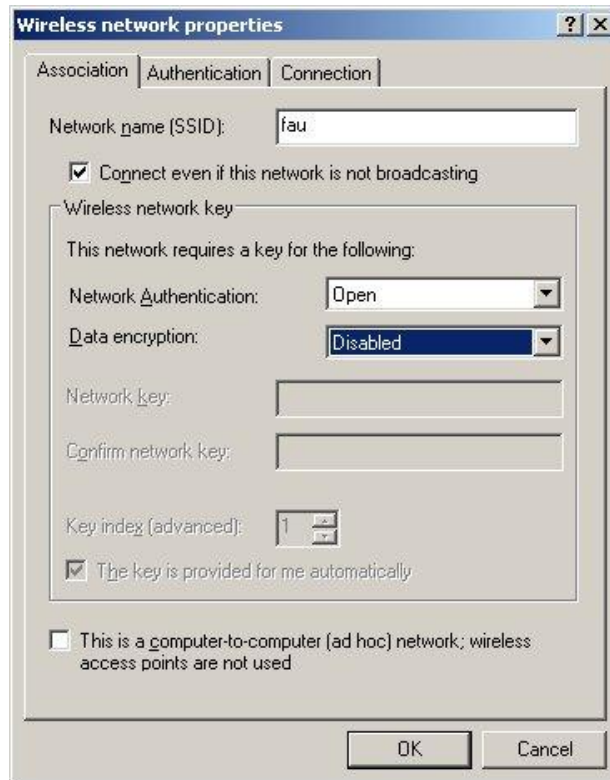 Wireless network properties
Association Authentication Connection
Network name (SSID): fau
Connect even if this network is not broadcasting
Wireless network key
This network requires a key for the following:
Network Authentication: Open
Data encryption: Disabled
Network key:
Confirm network key:
Key index (advanced): 1
The key is provided for me automatically
This is a computer-to-computer (ad hoc) network; wireless
access points are not used
OK Cancel